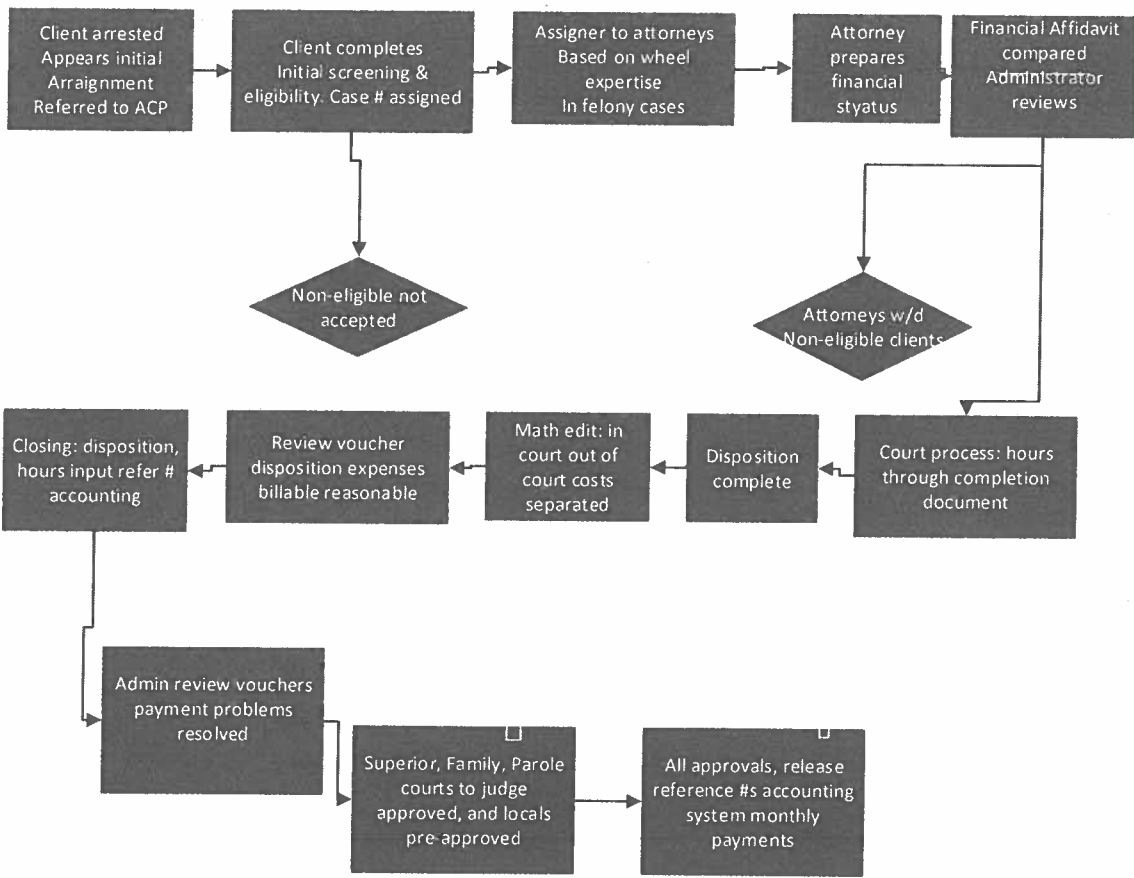 Client arrested
Appears initial
Arraignment
Referred to ACP
Client completes
Initial screening &
eligibility. Case # assigned
Assigner to attorneys
Based on wheel
expertise
In felony cases
Attorney
prepares
financial
styatus
Financial Affidavit
compared
Administrator
reviews
Non-eligible not
accepted
Attorneys w/d
Non-eligible clients
Closing: disposition,
hours input refer #
accounting
Review voucher
disposition expenses
billable reasonable
Math edit: in
court out of
court costs
separated
Disposition
complete
Court process: hours
through completion
document
Admin review vouchers
payment problems
resolved
Superior, Family, Parole
courts to judge
approved, and locals
pre-approved
All approvals, release
reference #s accounting
system monthly
payments